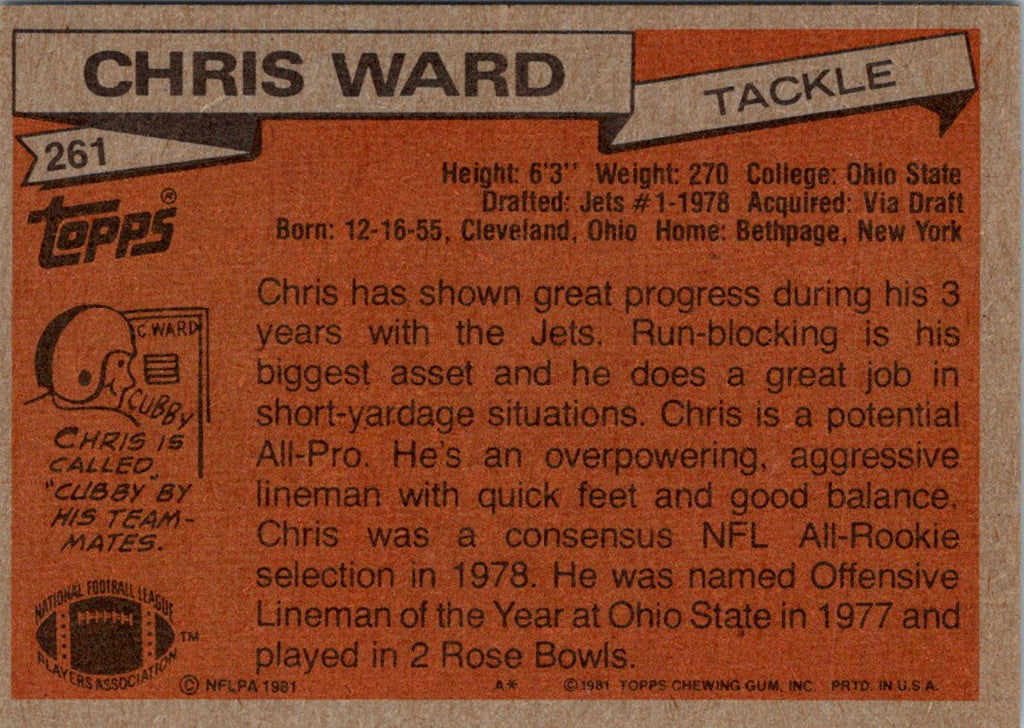 CHRIS WARD
TACKLE
261
TOPPS®
Height: 6'3" Weight: 270 College: Ohio State
Drafted: Jets #1-1978 Acquired: Via Draft
Born: 12-16-55, Cleveland, Ohio Home: Bethpage, New York
Chris has shown great progress during his 3
years with the Jets. Run-blocking is his
biggest asset and he does a great job in
short-yardage situations. Chris is a potential
All-Pro. He's an overpowering, aggressive
lineman with quick feet and good balance.
Chris was a consensus NFL All-Rookie
selection in 1978. He was named Offensive
Lineman of the Year at Ohio State in 1977 and
played in 2 Rose Bowls.
C WARD
CUBBY
CHRIS IS
CALLED
"CUBBY" BY
HIS TEAM-
MATES.
NATIONAL FOOTBALL LEAGUE
PLAYERS ASSOCIATION
TM
© NFLPA 1981
A*
© 1981 TOPPS CHEWING GUM, INC. PRTD. IN U.S.A.